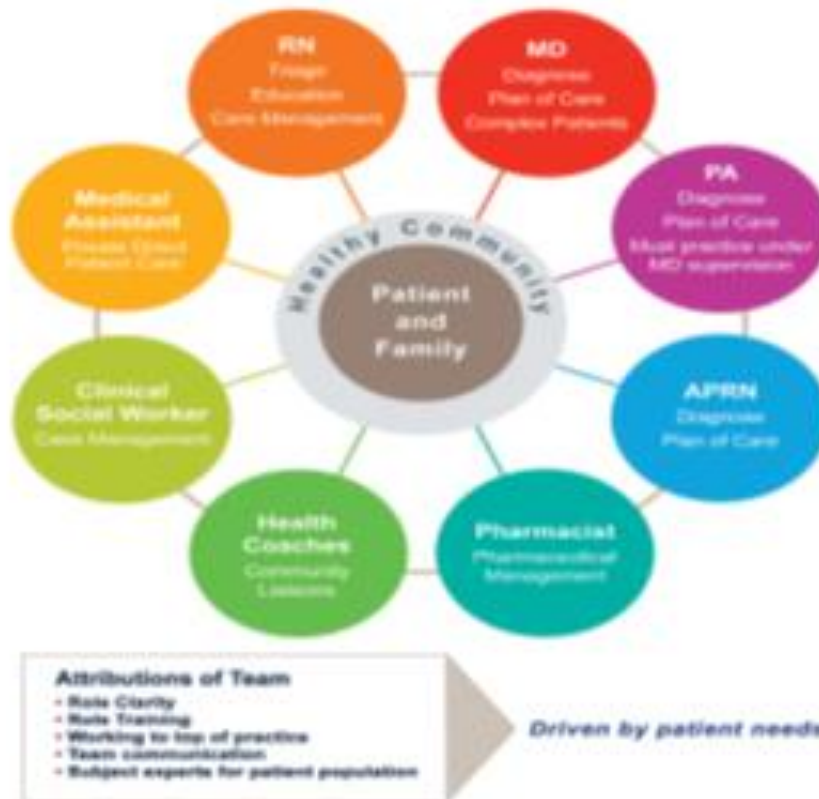 RN
Triage
Education
Care Management
MD
Diagnose
Plan of Care
Complex Patients
PA
Diagnose
Plan of Care
Must practice under
MD supervision
APRN
Diagnose
Plan of Care
Pharmacist
Pharmaceutical
Management
Health
Coaches
Community
Liaisons
Clinical
Social Worker
Case Management
Medical
Assistant
Direct
Patient Care
Healthy Community
Patient
and
Family
Attributions of Team
• Role Clarity
• Role Training
• Working to top of practice
• Team communication
• Subject experts for patient population
Driven by patient needs